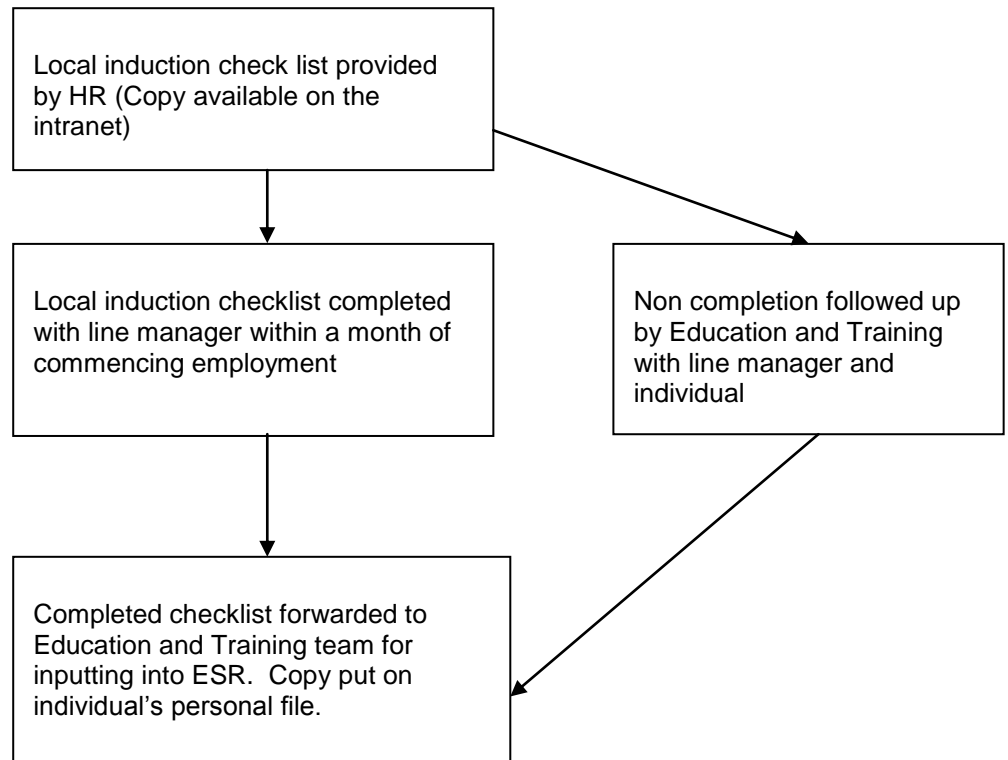 Local induction check list provided
by HR (Copy available on the
intranet)
Local induction checklist completed
with line manager within a month of
commencing employment
Non completion followed up
by Education and Training
with line manager and
individual
Completed checklist forwarded to
Education and Training team for
inputting into ESR.  Copy put on
individual’s personal file.